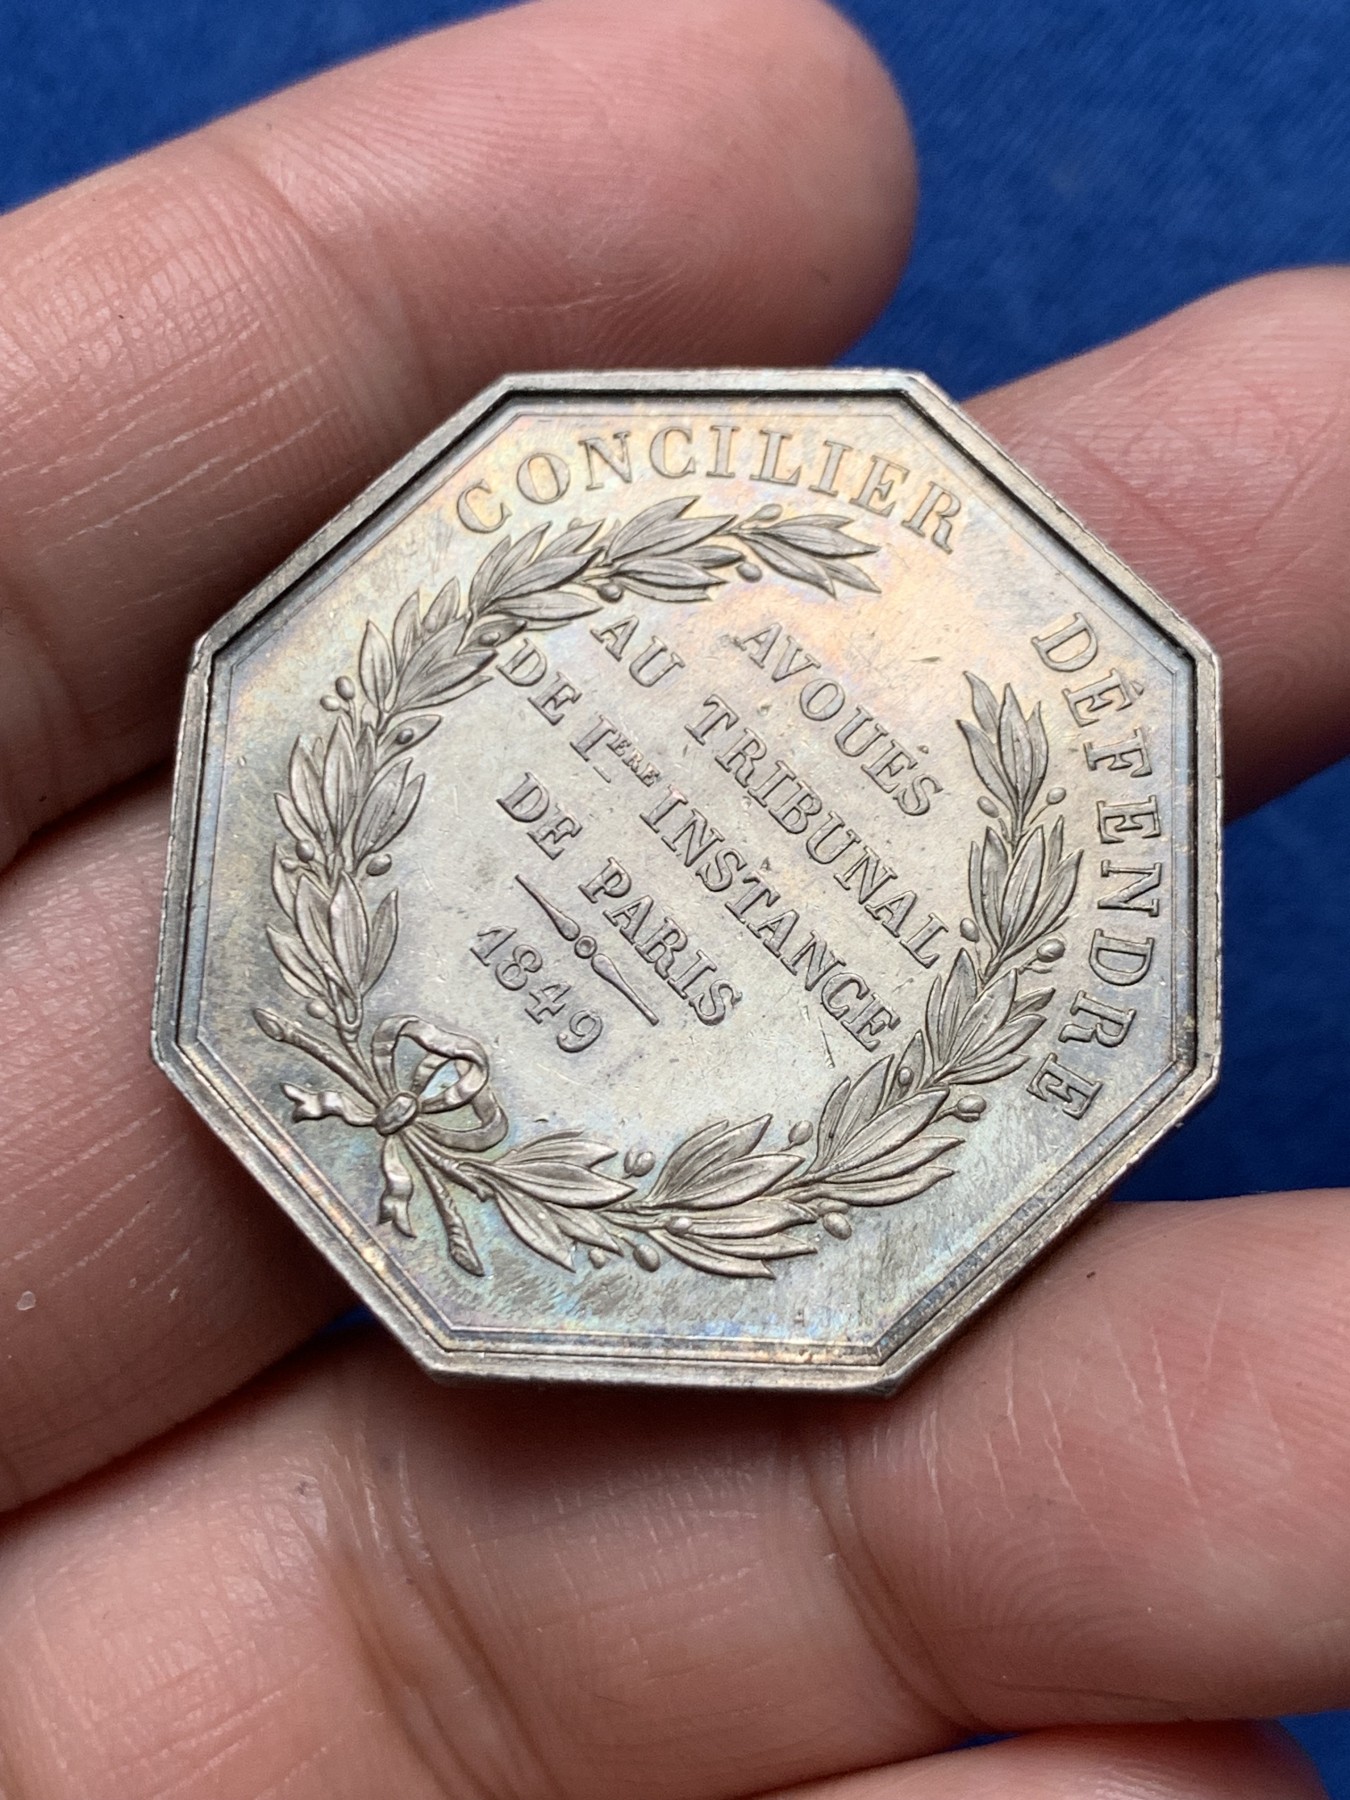 CONCILIER DÉFENDRE
AVOUÉS
AU TRIBUNAL
DE 1ERE INSTANCE
DE PARIS
1849